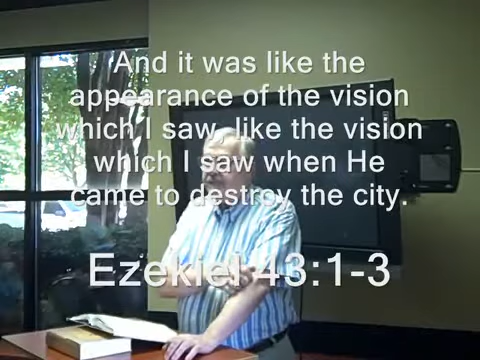 And it was like the
appearance of the vision
which I saw, like the vision
which I saw when He
came to destroy the city.
Ezekiel 43:1-3